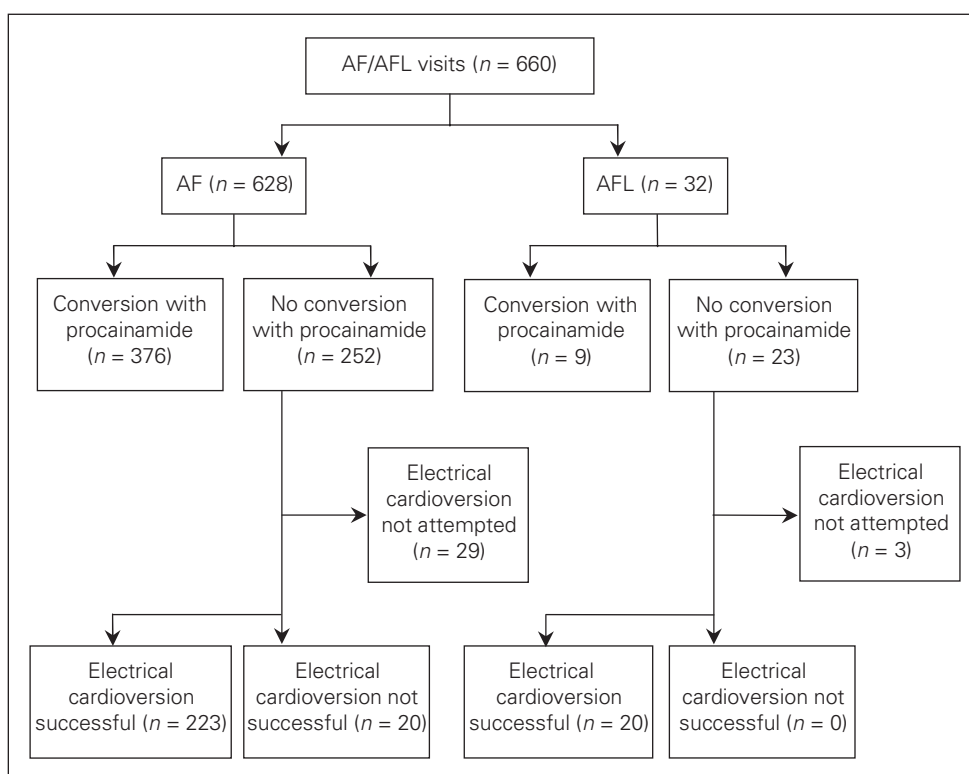 AF/AFL visits (n = 660)
AF (n = 628)
AFL (n = 32)
Conversion with
procainamide
(n = 376)
No conversion
with procainamide
(n = 252)
Conversion with
procainamide
(n = 9)
No conversion
with procainamide
(n = 23)
Electrical
cardioversion
not attempted
(n = 29)
Electrical
cardioversion
not attempted
(n = 3)
Electrical
cardioversion
successful (n = 223)
Electrical
cardioversion not
successful (n = 20)
Electrical
cardioversion
successful (n = 20)
Electrical
cardioversion not
successful (n = 0)